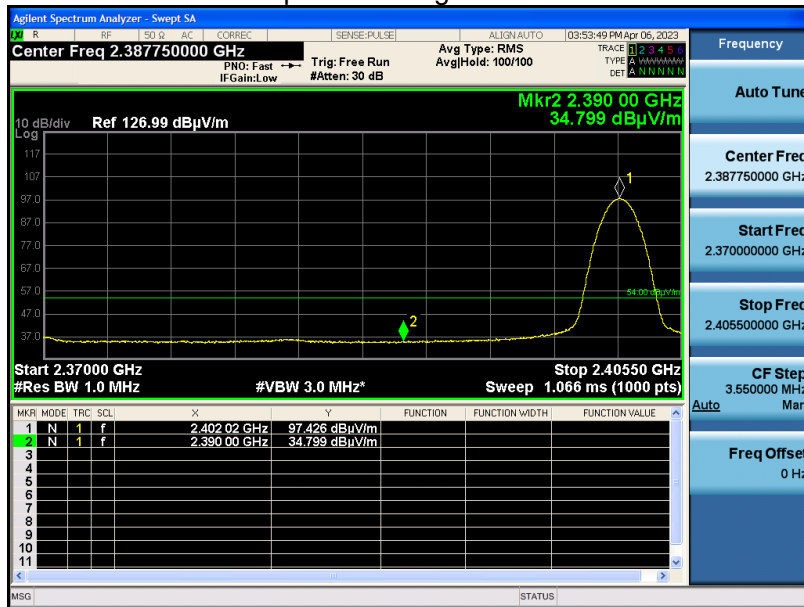 Agilent Spectrum Analyzer - Swept SA
LXI R RF 50 Ω AC CORREC SENSE:PULSE ALIGN AUTO 03:53:49 PM Apr 06, 2023
Center Freq 2.387750000 GHz
PNO: Fast
IFGain:Low
Trig: Free Run
#Atten: 30 dB
Avg Type: RMS
Avg|Hold: 100/100
TRACE 1 2 3 4 5 6
TYPE A WWWWW
DET A N N N N N
Mkr2 2.390 00 GHz
34.799 dBµV/m
10 dB/div Ref 126.99 dBµV/m
Log
117
107
97.0
87.0
77.0
67.0
57.0
47.0
37.0
1
54.00 dBµV/m
2
Start 2.37000 GHz Stop 2.40550 GHz
#Res BW 1.0 MHz #VBW 3.0 MHz* Sweep 1.066 ms (1000 pts)
MKR MODE TRC SCL X Y FUNCTION FUNCTION WIDTH FUNCTION VALUE
1 N 1 f 2.402 02 GHz 97.426 dBµV/m
2 N 1 f 2.390 00 GHz 34.799 dBµV/m
3
4
5
6
7
8
9
10
11
MSG STATUS
Frequency
Auto Tune
Center Freq
2.387750000 GHz
Start Freq
2.370000000 GHz
Stop Freq
2.405500000 GHz
CF Step
3.550000 MHz
Auto Man
Freq Offset
0 Hz